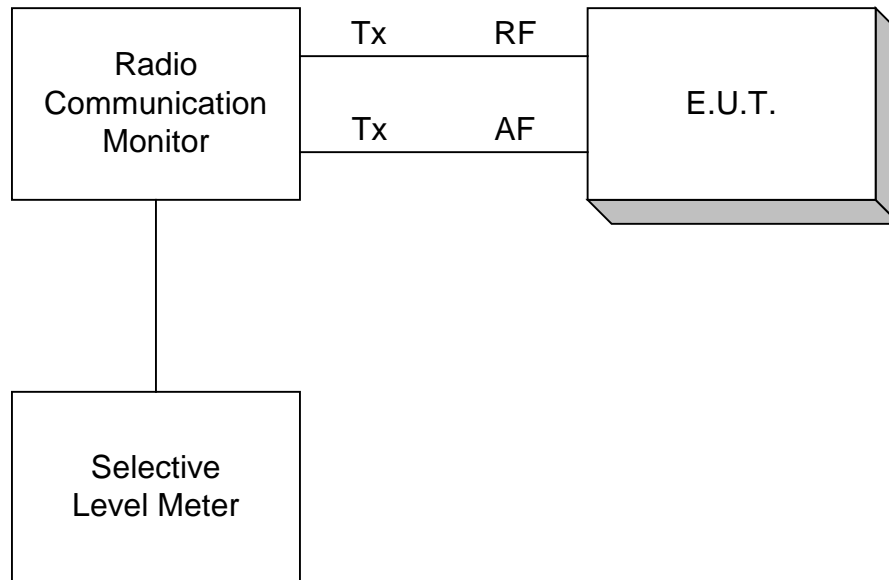 Tx RF
Radio
Communication
Monitor
E.U.T.
Tx AF
Selective
Level Meter